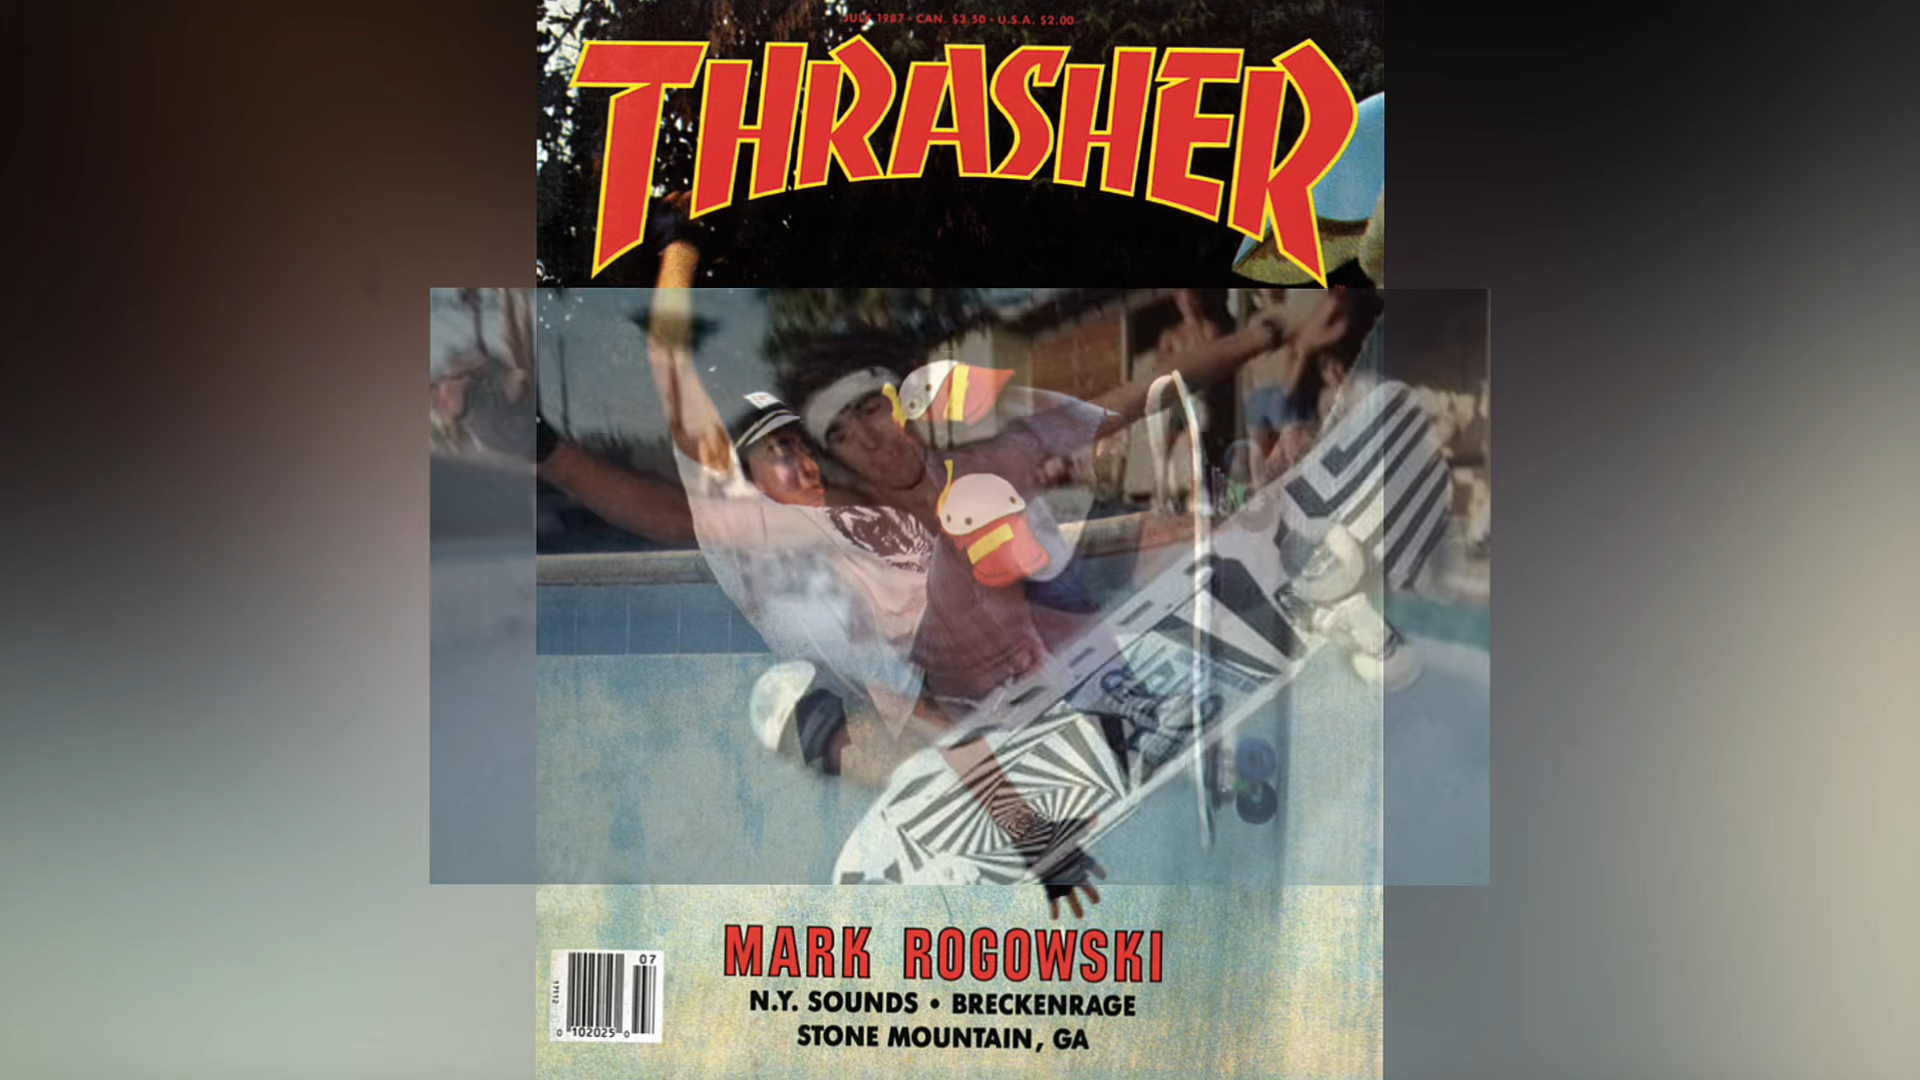 JULY 1987 • CAN. $3.50 • U.S.A. $2.00
THRASHER
MARK ROGOWSKI
N.Y. SOUNDS • BRECKENRAGE
STONE MOUNTAIN, GA
07
17112
0 102025 0